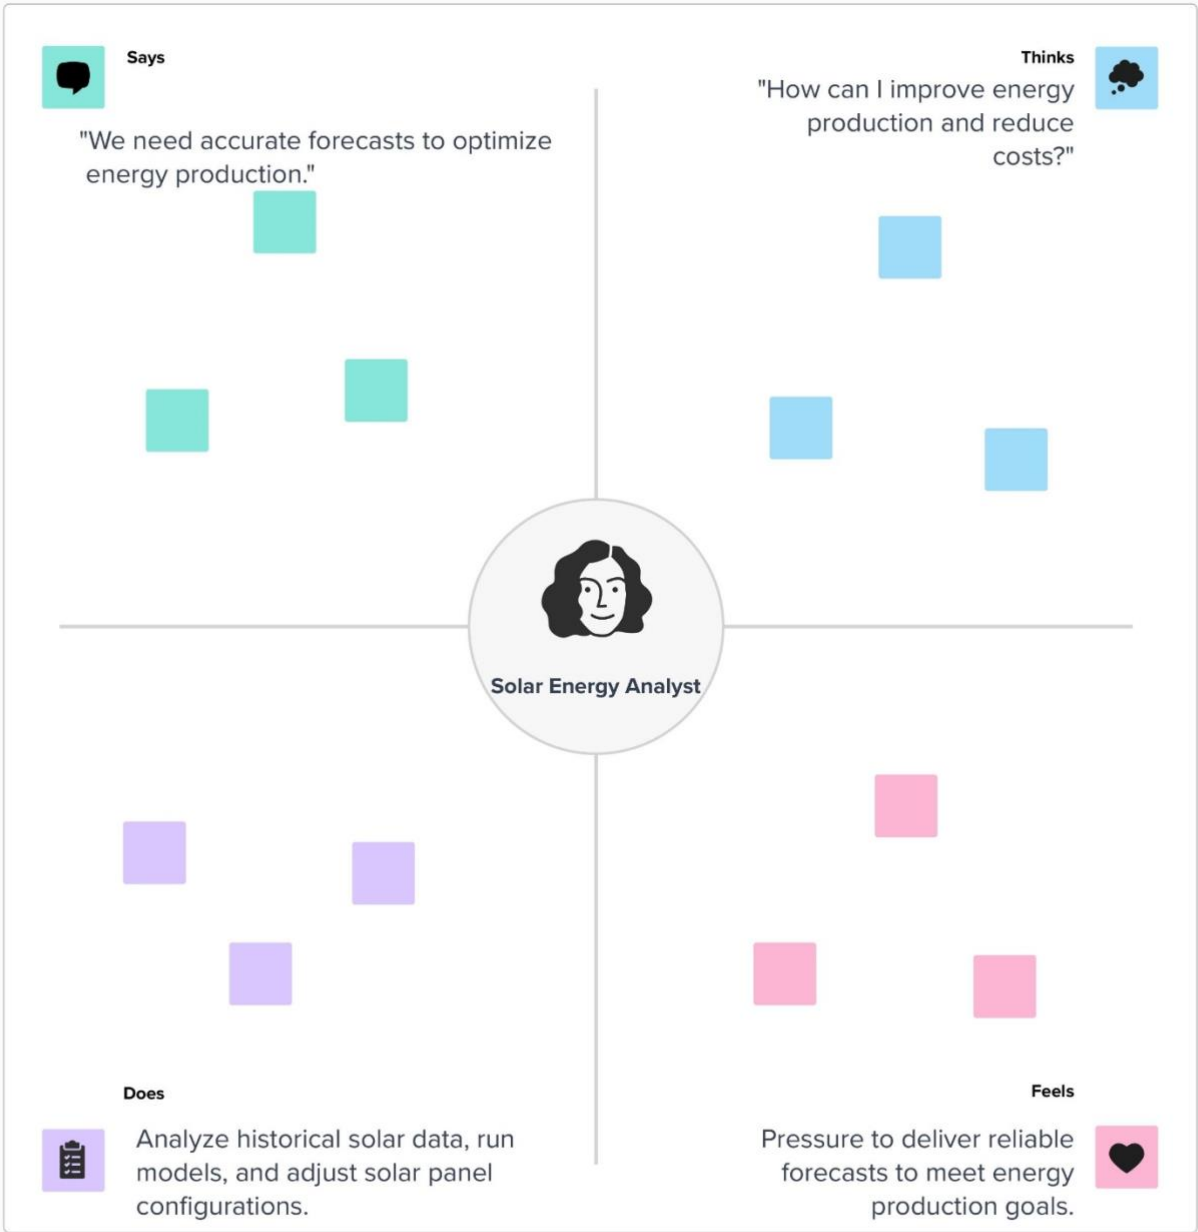 Says
"We need accurate forecasts to optimize
energy production."
Thinks
"How can I improve energy
production and reduce
costs?"
Solar Energy Analyst
Does
Analyze historical solar data, run
models, and adjust solar panel
configurations.
Feels
Pressure to deliver reliable
forecasts to meet energy
production goals.